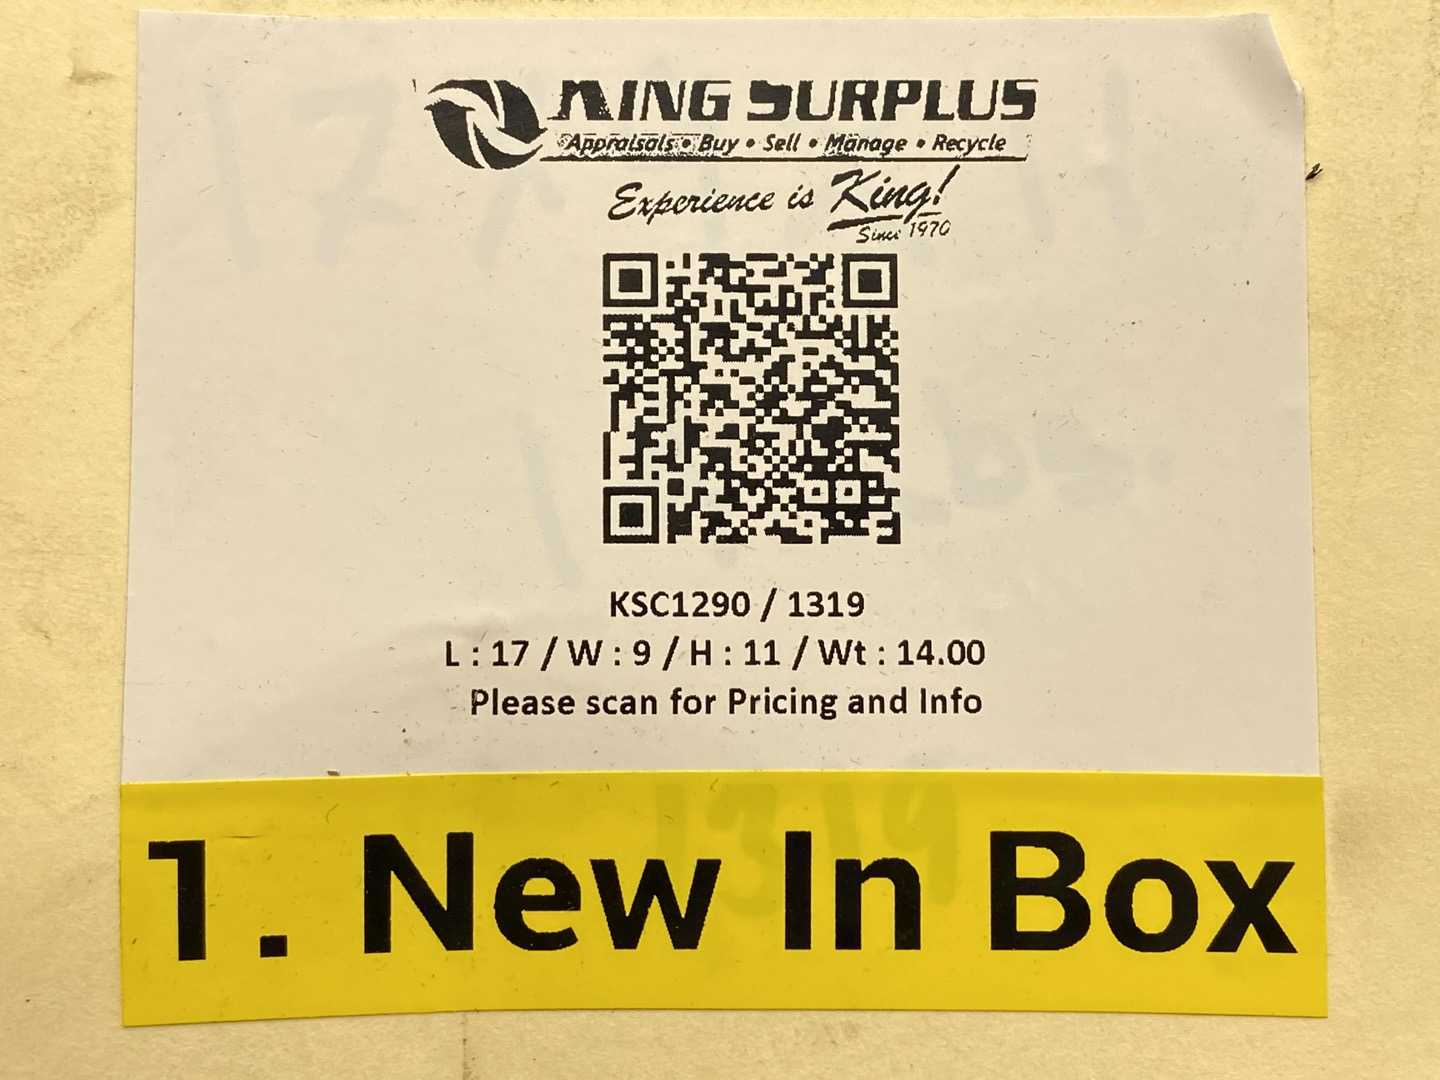 KING SURPLUS
Appraisals • Buy • Sell • Manage • Recycle
Experience is King!
Since 1970
KSC1290 / 1319
L : 17 / W : 9 / H : 11 / Wt : 14.00
Please scan for Pricing and Info
1319
1. New In Box